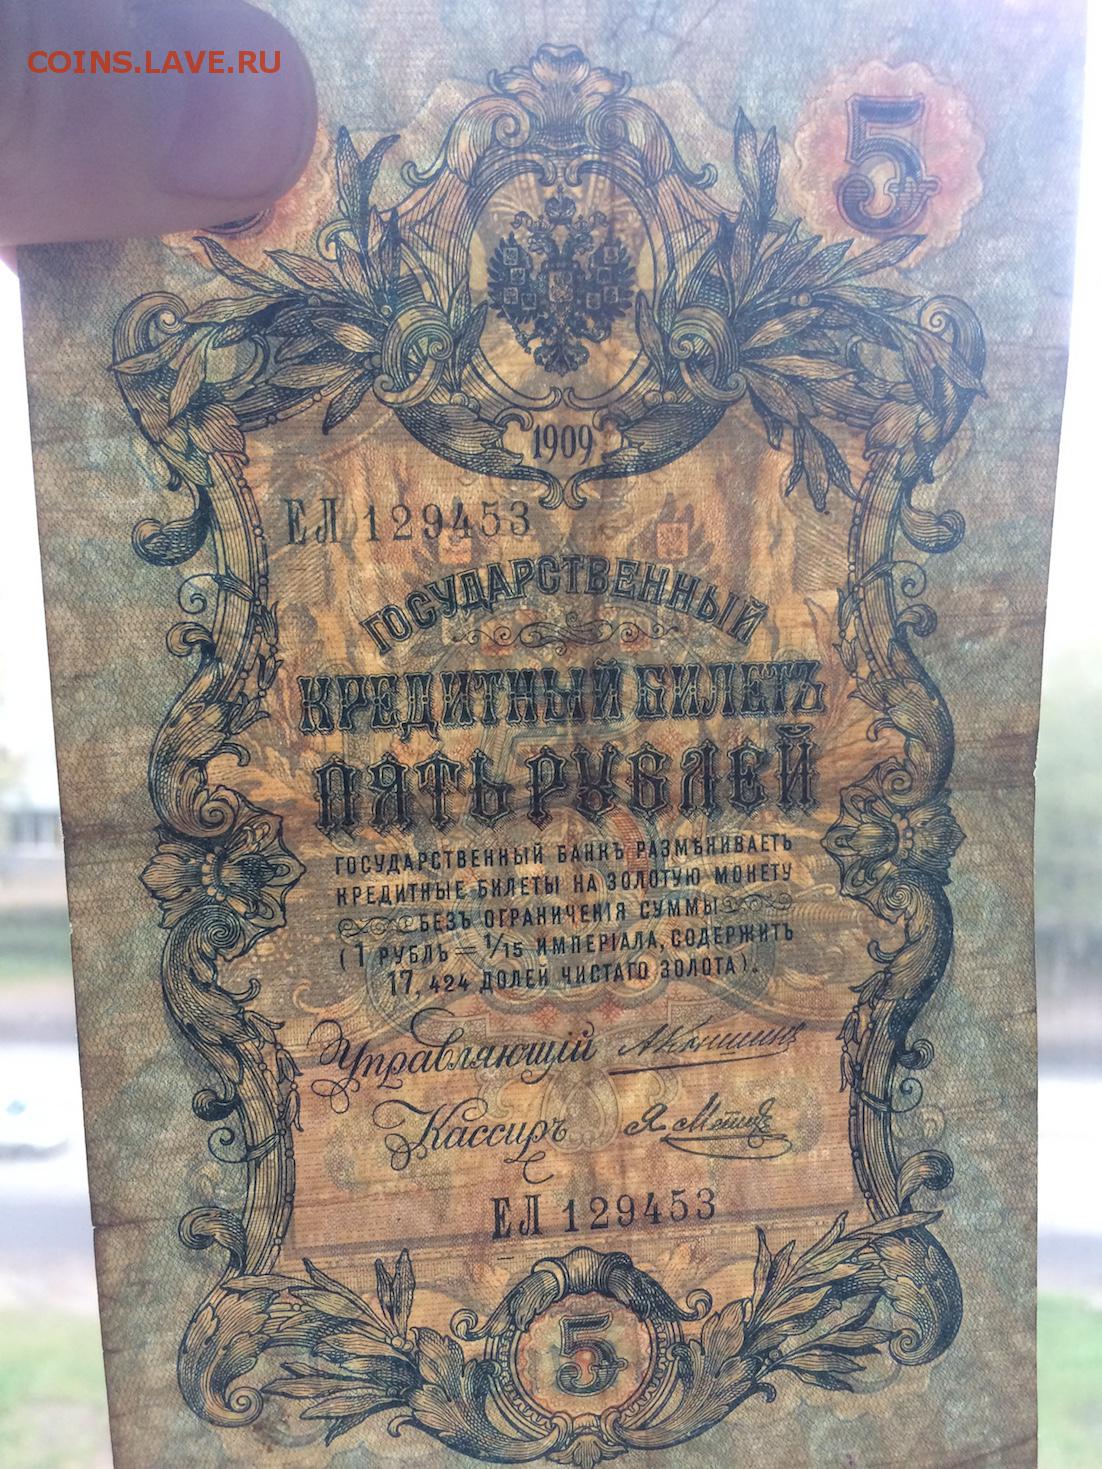 COINS.LAVE.RU
5
1909
ЕЛ 129453
ГОСУДАРСТВЕННЫЙ
КРЕДИТНЫЙ БИЛЕТЪ
ПЯТЬ РУБЛЕЙ
ГОСУДАРСТВЕННЫЙ БАНКЪ РАЗМѢНИВАЕТЪ
КРЕДИТНЫЕ БИЛЕТЫ НА ЗОЛОТУЮ МОНЕТУ
БЕЗЪ ОГРАНИЧЕНІЯ СУММЫ
(1 РУБЛЬ = 1/15 ИМПЕРІАЛА, СОДЕРЖИТЪ
17,424 ДОЛЕЙ ЧИСТАГО ЗОЛОТА).
Управляющій А Коншинъ
Кассиръ Я Метцъ
ЕЛ 129453
5